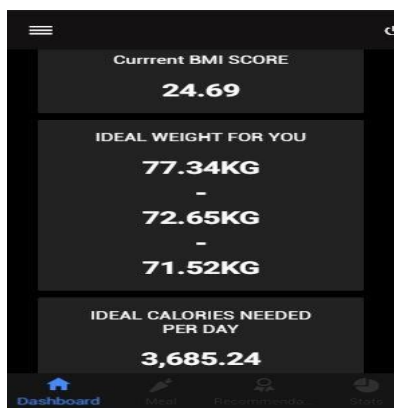 Currrent BMI SCORE
24.69
IDEAL WEIGHT FOR YOU
77.34KG
-
72.65KG
-
71.52KG
IDEAL CALORIES NEEDED
PER DAY
3,685.24
Dashboard Meal Recommenda... Stats